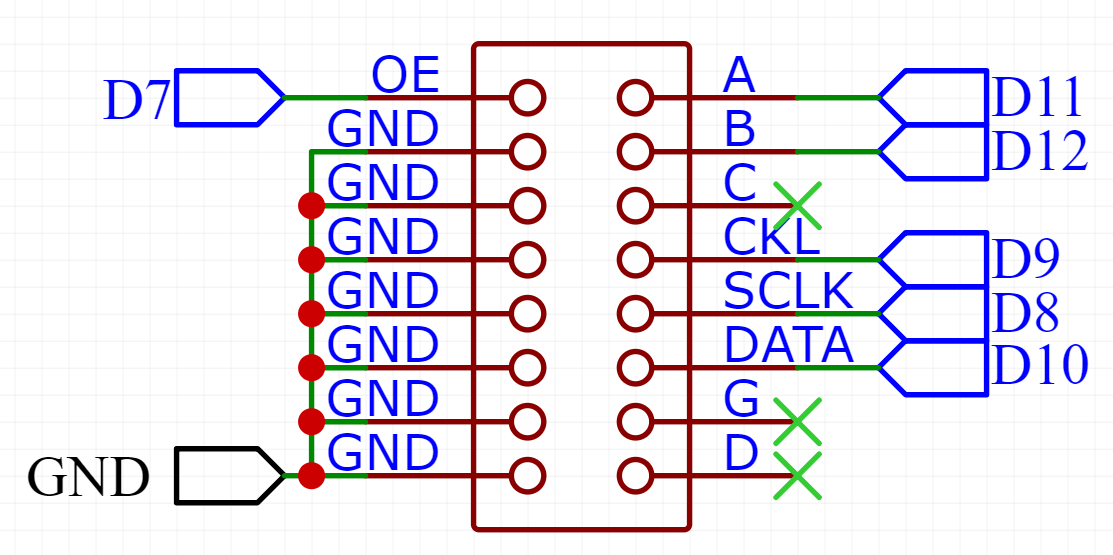 D7 OE A D11
GND B D12
GND C
GND CKL D9
GND SCLK D8
GND DATA D10
GND G
GND GND D